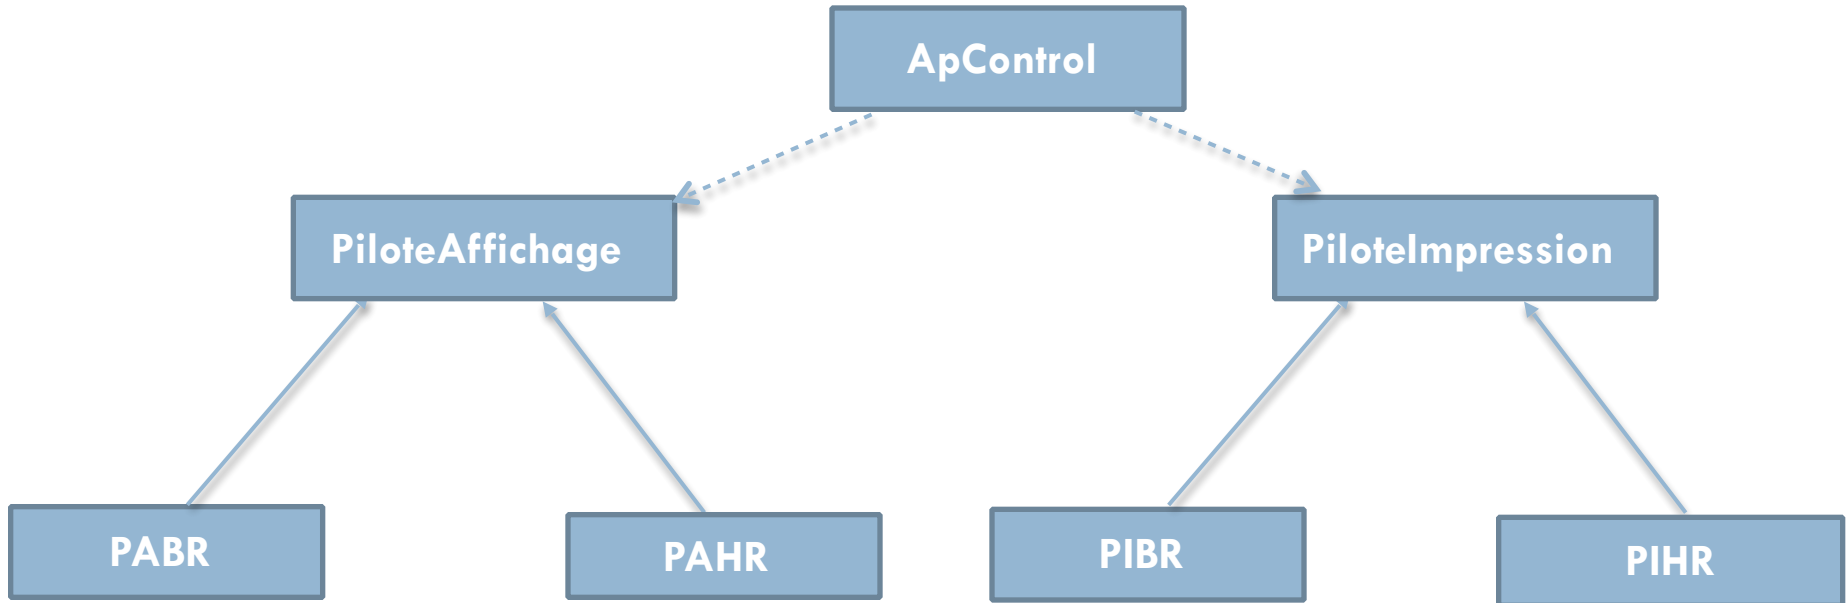 ApControl
PiloteAffichage
PiloteImpression
PABR
PAHR
PIBR
PIHR